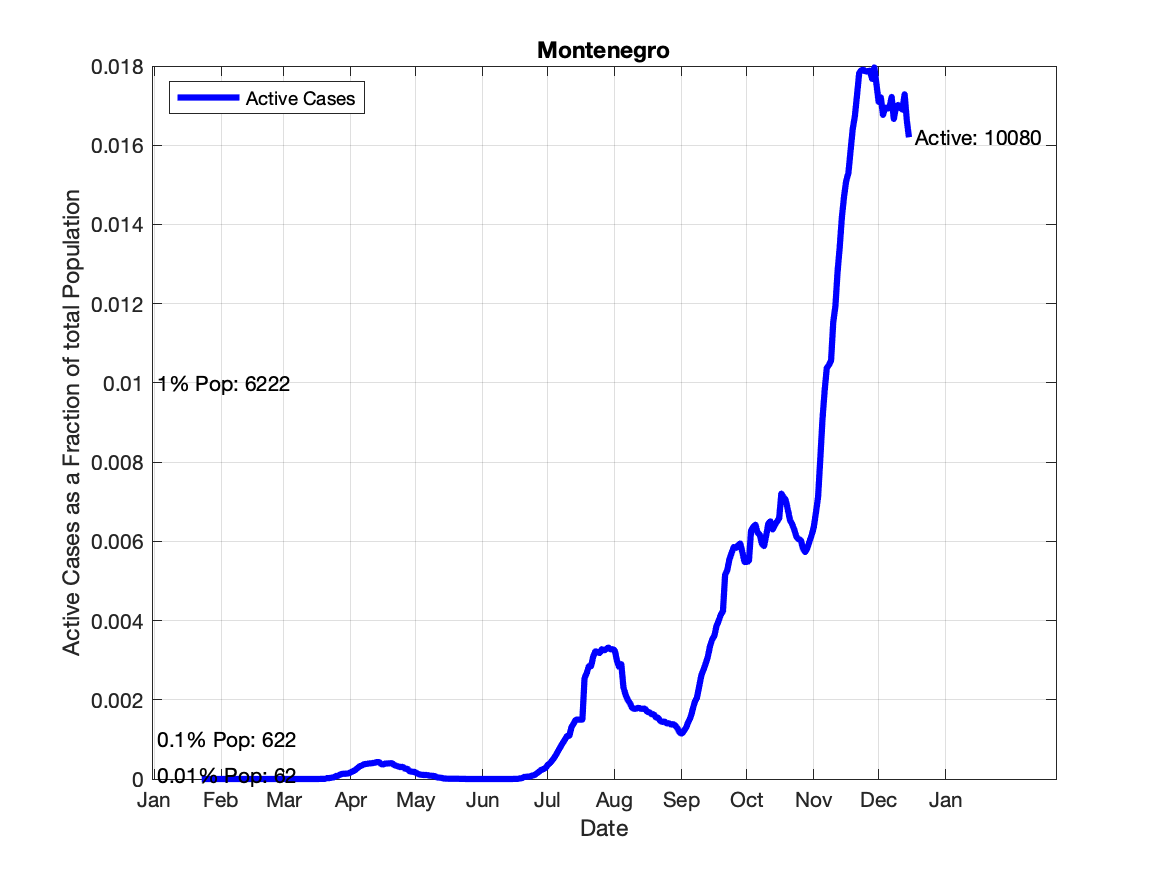 Montenegro
Active Cases
0.018
0.016
0.014
0.012
0.01
0.008
0.006
0.004
0.002
0
Active Cases as a Fraction of total Population
Active: 10080
1% Pop: 6222
0.1% Pop: 622
0.01% Pop: 62
Jan Feb Mar Apr May Jun Jul Aug Sep Oct Nov Dec Jan
Date